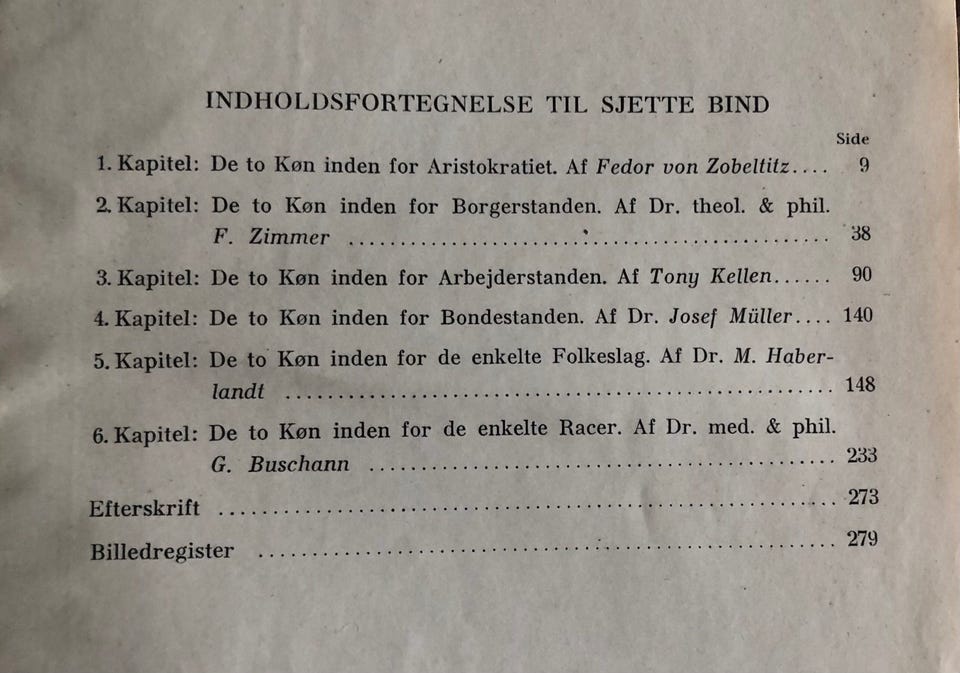 INDHOLDSFORTEGNELSE TIL SJETTE BIND
Side
1. Kapitel: De to Køn inden for Aristokratiet. Af Fedor von Zobeltitz.... 9
2. Kapitel: De to Køn inden for Borgerstanden. Af Dr. theol. & phil.
F. Zimmer ............................................. 38
3. Kapitel: De to Køn inden for Arbejderstanden. Af Tony Kellen...... 90
4. Kapitel: De to Køn inden for Bondestanden. Af Dr. Josef Müller.... 140
5. Kapitel: De to Køn inden for de enkelte Folkeslag. Af Dr. M. Haber-
landt .................................................... 148
6. Kapitel: De to Køn inden for de enkelte Racer. Af Dr. med. & phil.
G. Buschann ............................................ 233
Efterskrift .......................................................... 273
Billedregister ...................................................... 279